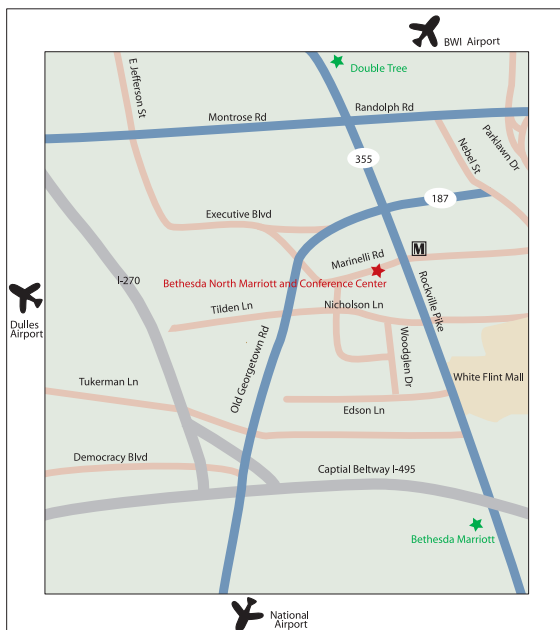 BWI Airport
Double Tree
E Jefferson St
Montrose Rd
Randolph Rd
Nebel St
Parklawn Dr
355
187
Executive Blvd
M
Marinelli Rd
I-270
Bethesda North Marriott and Conference Center
Rockville Pike
Dulles
Airport
Tilden Ln
Nicholson Ln
Old Georgetown Rd
Woodglen Dr
White Flint Mall
Tukerman Ln
Edson Ln
Democracy Blvd
Captial Beltway I-495
Bethesda Marriott
National
Airport